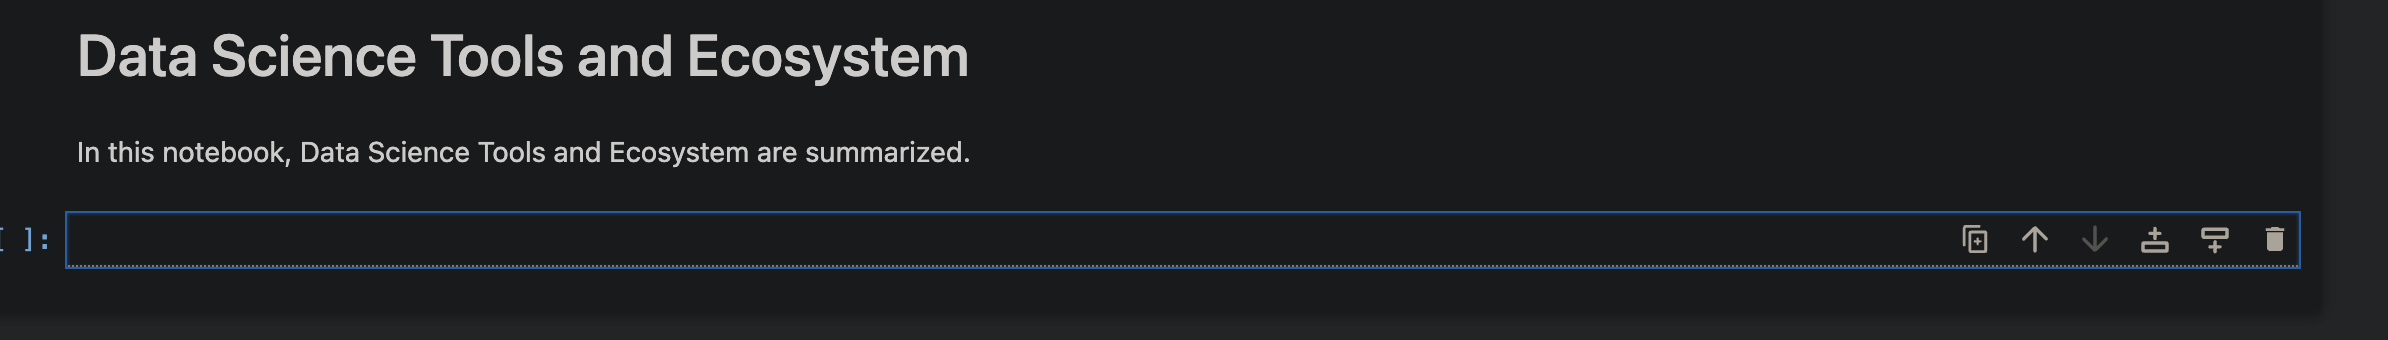 Data Science Tools and Ecosystem
In this notebook, Data Science Tools and Ecosystem are summarized.
[ ]: